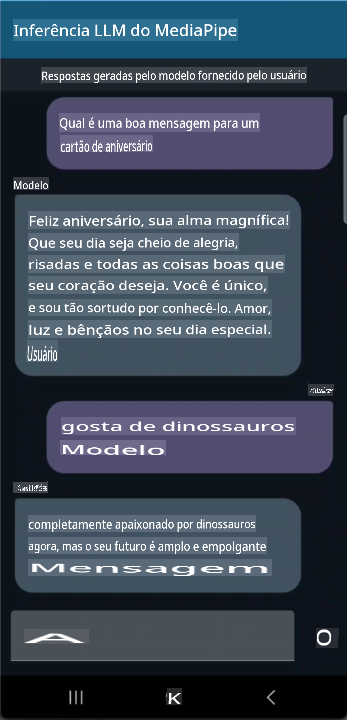 Inferência LLM do MediaPipe
Respostas geradas pelo modelo fornecido pelo usuário
Qual é uma boa mensagem para um
cartão de aniversário
Modelo
Feliz aniversário, sua alma magnífica!
Que seu dia seja cheio de alegria,
risadas e todas as coisas boas que
seu coração deseja. Você é único,
e sou tão sortudo por conhecê-lo. Amor,
luz e bênçãos no seu dia especial.
Usuário
gosta de dinossauros
Modelo
completamente apaixonado por dinossauros
agora, mas o seu futuro é amplo e empolgante
Mensagem
A
O
K